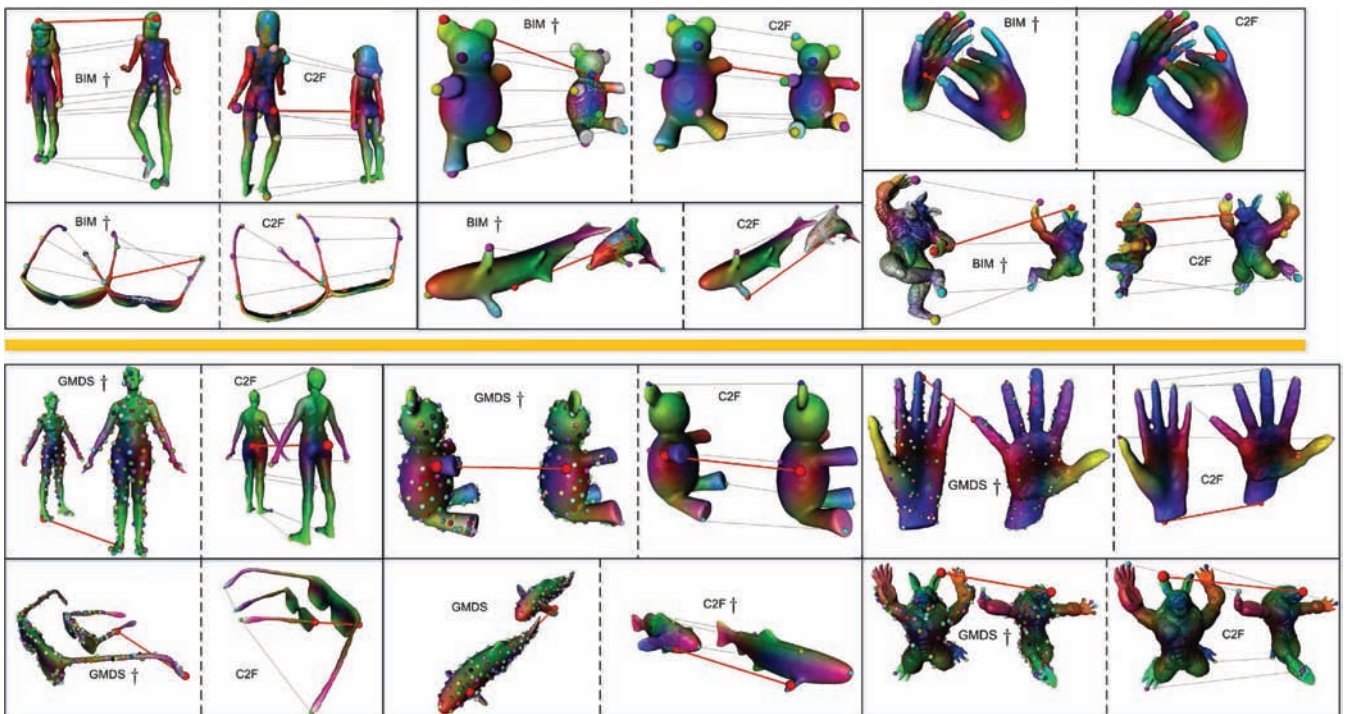 BIM †
C2F
BIM †
C2F
BIM †
C2F
BIM †
C2F
BIM †
C2F
BIM †
C2F
GMDS †
C2F
GMDS †
C2F
GMDS †
C2F
GMDS †
C2F
GMDS
C2F †
GMDS †
C2F